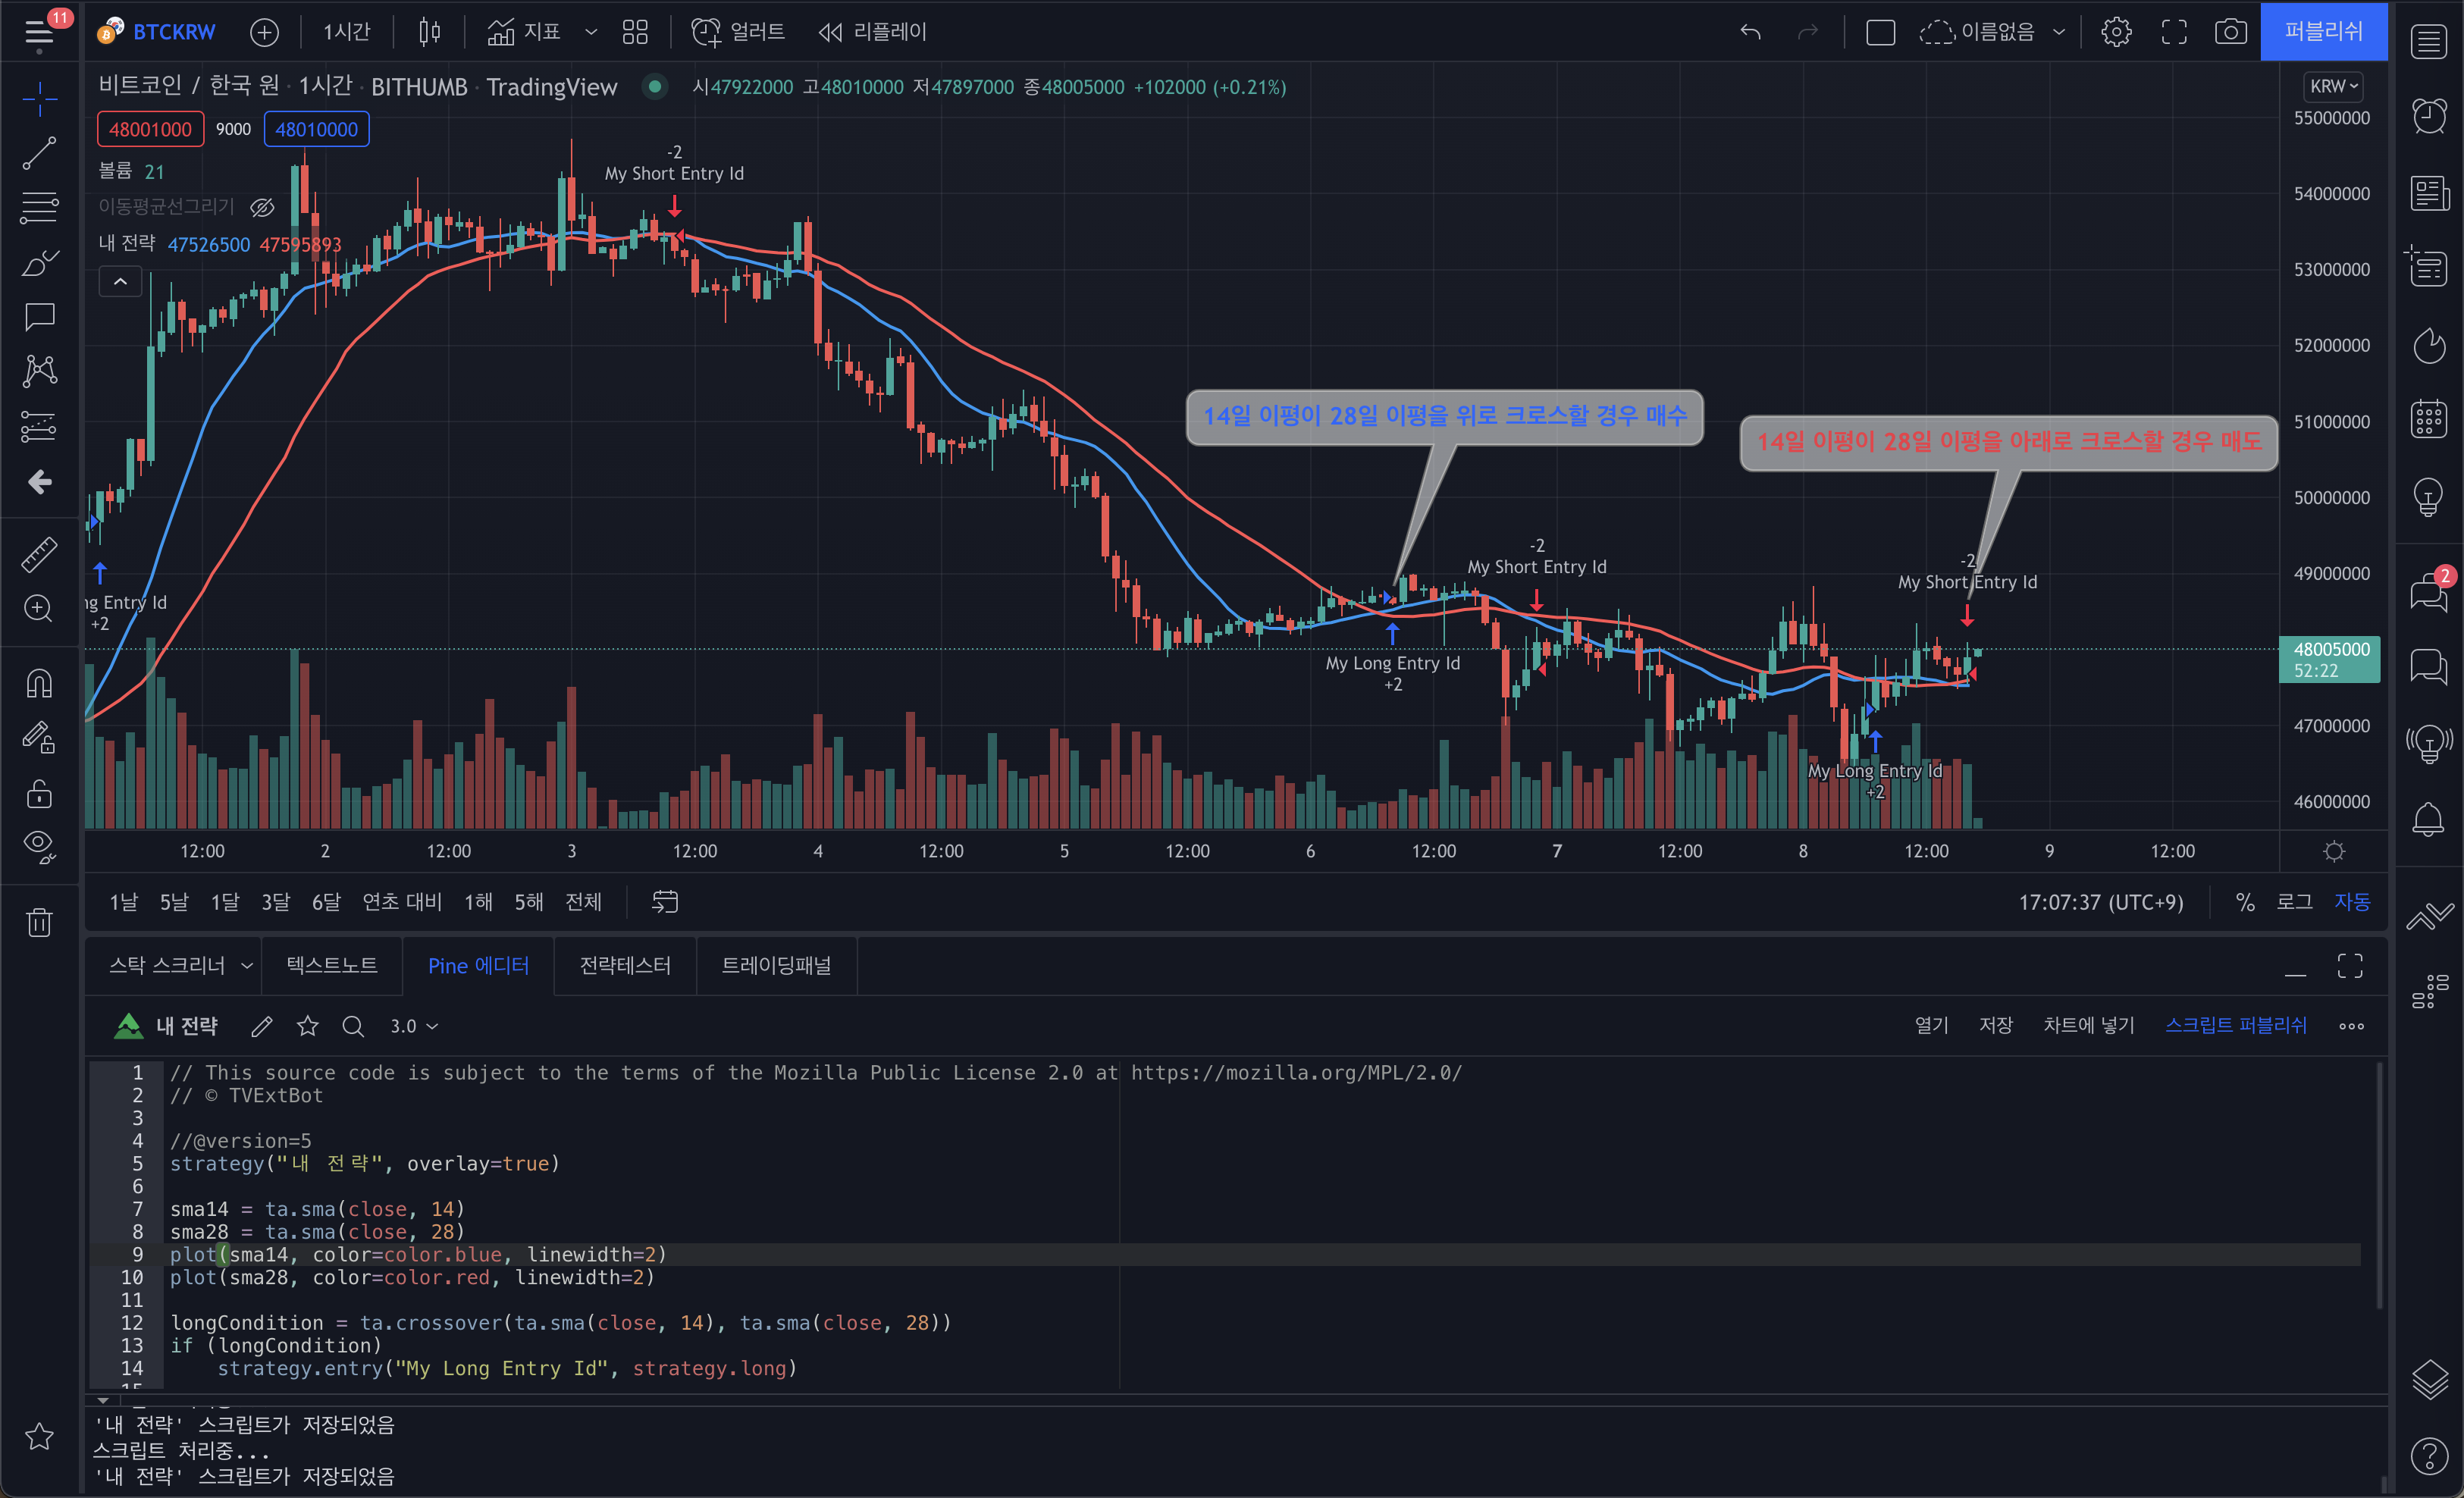 11
BTCKRW
1시간
지표
얼러트
리플레이
이름없음
퍼블리쉬
비트코인 / 한국 원 · 1시간 · BITHUMB · TradingView
시47922000 고48010000 저47897000 종48005000 +102000 (+0.21%)
KRW
48001000 9000 48010000
볼륨 21
이동평균선그리기
내 전략 47526500 47595893
55000000
54000000
53000000
52000000
51000000
50000000
49000000
48005000
52:22
47000000
46000000
-2
My Short Entry Id
14일 이평이 28일 이평을 위로 크로스할 경우 매수
14일 이평이 28일 이평을 아래로 크로스할 경우 매도
-2
My Short Entry Id
-2
My Short Entry Id
2
ng Entry Id
+2
My Long Entry Id
+2
My Long Entry Id
+2
12:00 2 12:00 3 12:00 4 12:00 5 12:00 6 12:00 7 12:00 8 12:00 9 12:00
1날 5날 1달 3달 6달 연초 대비 1해 5해 전체
17:07:37 (UTC+9) % 로그 자동
스탁 스크리너 텍스트노트 Pine 에디터 전략테스터 트레이딩패널
내 전략 3.0
열기 저장 차트에 넣기 스크립트 퍼블리쉬
1 // This source code is subject to the terms of the Mozilla Public License 2.0 at https://mozilla.org/MPL/2.0/
2 // © TVExtBot
3
4 //@version=5
5 strategy("내 전략", overlay=true)
6
7 sma14 = ta.sma(close, 14)
8 sma28 = ta.sma(close, 28)
9 plot(sma14, color=color.blue, linewidth=2)
10 plot(sma28, color=color.red, linewidth=2)
11
12 longCondition = ta.crossover(ta.sma(close, 14), ta.sma(close, 28))
13 if (longCondition)
14 strategy.entry("My Long Entry Id", strategy.long)
'내 전략' 스크립트가 저장되었음
스크립트 처리중...
'내 전략' 스크립트가 저장되었음